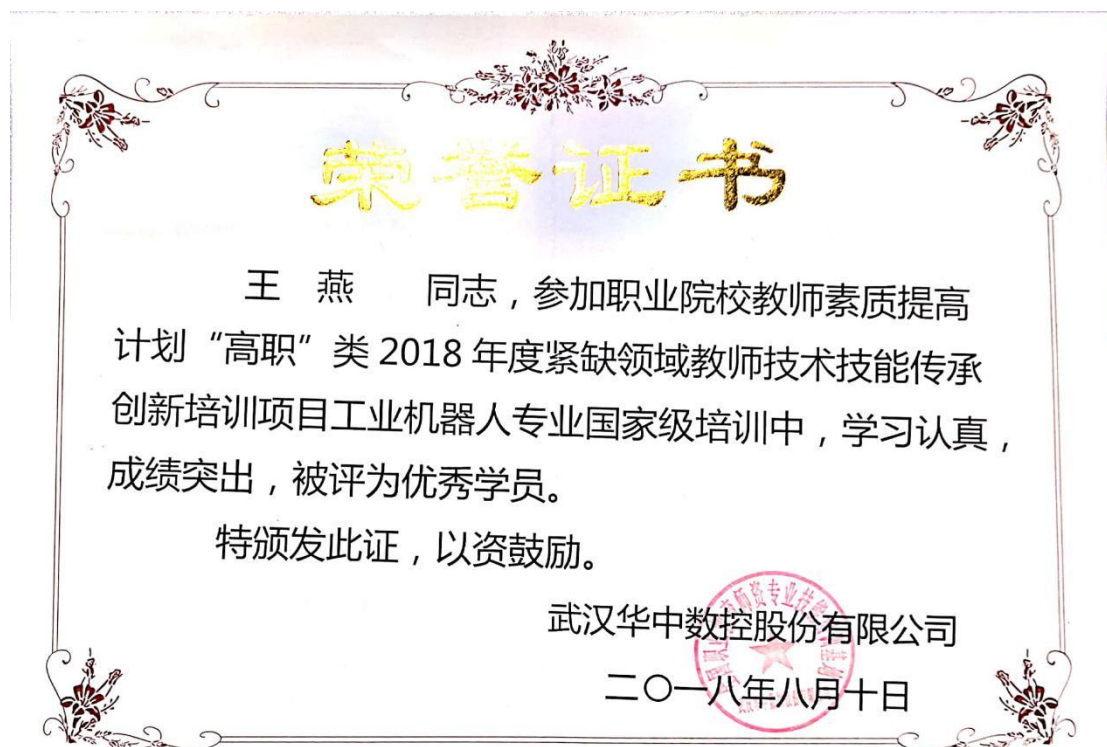 荣誉证书
王 燕 同志，参加职业院校教师素质提高
计划“高职”类 2018 年度紧缺领域教师技术技能传承
创新培训项目工业机器人专业国家级培训中，学习认真，
成绩突出，被评为优秀学员。
特颁发此证，以资鼓励。
武汉华中数控股份有限公司
二〇一八年八月十日